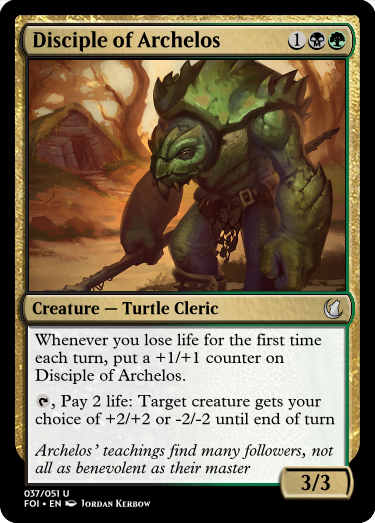 Disciple of Archelos 1
Creature — Turtle Cleric
Whenever you lose life for the first time
each turn, put a +1/+1 counter on
Disciple of Archelos.
, Pay 2 life: Target creature gets your
choice of +2/+2 or -2/-2 until end of turn
Archelos' teachings find many followers, not
all as benevolent as their master
3/3
037/051 U
FOI • EN Jordan Kerbow